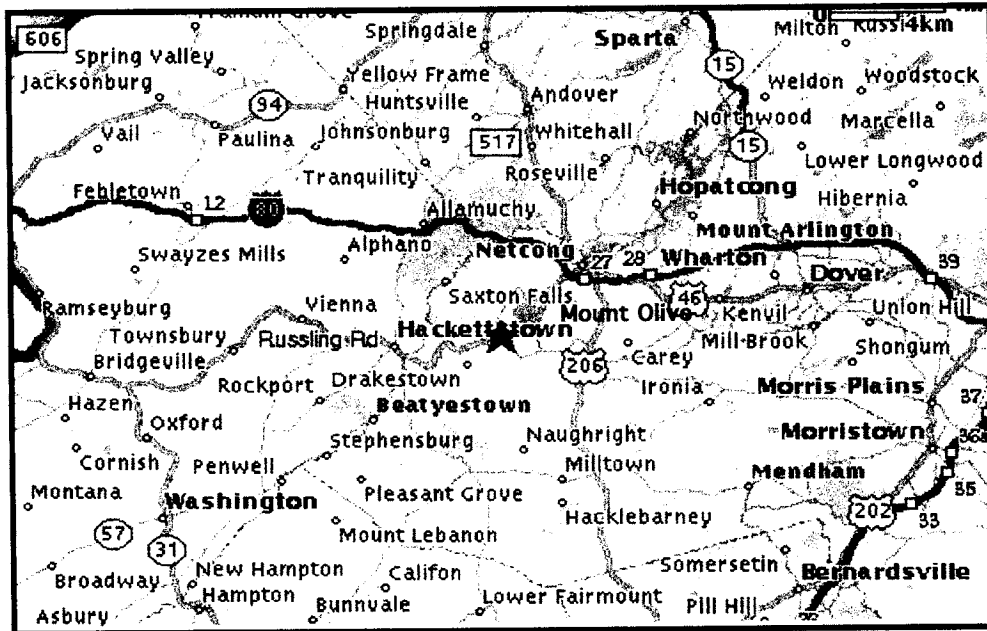 606
Springdale
Sparta
0
4km
Milton
Russi
Spring Valley
Jacksonburg
Yellow Frame
15
Weldon
Woodstock
94
Huntsville
Andover
Northwood
Marcella
Vail
Paulina
Johnsonburg
517
Whitehall
15
Lower Longwood
Tranquility
Roseville
Hopatcong
Hibernia
Febletown
12
80
Allamuchy
Mount Arlington
Swayzes Mills
Alphano
Netcong
27
28
Wharton
Dover
39
Ramseyburg
Vienna
Saxton Falls
Mount Olive
46
Kenvil
Union Hill
Townsbury
Russling Rd
Hackettstown
Mill Brook
Bridgeville
206
Carey
Shongum
Rockport
Drakestown
Ironia
Morris Plains
37
Hazen
Oxford
Beatyestown
Morristown
36
Cornish
Stephensburg
Naughright
Penwell
Milltown
Mendham
35
Montana
Washington
Pleasant Grove
Hacklebarney
202
33
57
31
Mount Lebanon
Somersetin
Broadway
New Hampton
Califon
Bernardsville
Asbury
Hampton
Bunnvale
Lower Fairmount
Pill Hill